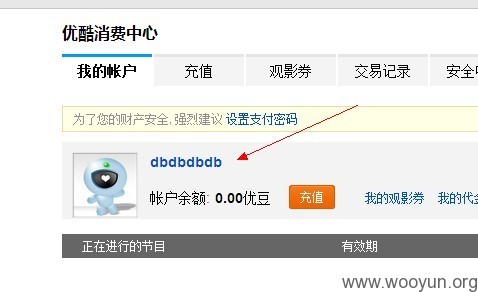 优酷消费中心
我的帐户 充值 观影券 交易记录 安全
为了您的财产安全,强烈建议 设置支付密码
dbdbdbdb
帐户余额: 0.00优豆 充值 我的观影券 我的代金
正在进行的节目 有效期
www.wooyun.org